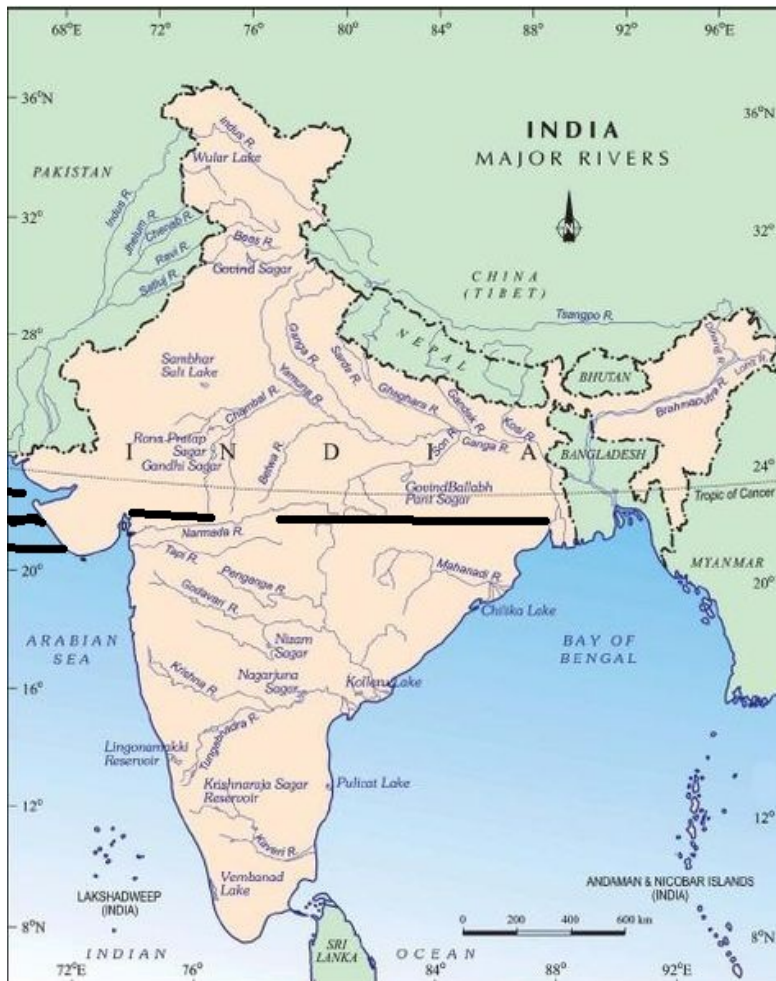 68°E
72°
76°
80°
84°
88°
92°
96°E
36°N
36°N
INDIA
MAJOR RIVERS
N
PAKISTAN
Indus R.
Wular Lake
Indus R.
Jhelum R.
Chenab R.
32°
32°
Ravi R.
Beas R.
Satluj R.
Govind Sagar
CHINA
(TIBET)
Tsangpo R.
28°
28°
NEPAL
Dihang R.
Lohit R.
Sambhar
Salt Lake
Ganga R.
Sarda R.
Yamuna R.
Ghaghara R.
Gandak R.
Kosi R.
BHUTAN
Brahmaputra R.
Chambal R.
Rana Pratap
Sagar
Gandhi Sagar
Betwa R.
Son R.
Ganga R.
INDIA
BANGLADESH
24°
Tropic of Cancer
GovindBallabh
Pant Sagar
Narmada R.
Tapi R.
20°
20°
MYANMAR
Penganga R.
Mahanadi R.
Godavari R.
Chilika Lake
ARABIAN
SEA
BAY OF
BENGAL
Nizam
Sagar
Krishna R.
Nagarjuna
Sagar
Kolleru Lake
16°
16°
Tungabhadra R.
Lingonamakki
Reservoir
Krishnaraja Sagar
Reservoir
Pulicat Lake
12°
12°
Kaveri R.
Vembanad
Lake
LAKSHADWEEP
(INDIA)
ANDAMAN & NICOBAR ISLANDS
(INDIA)
0 200 400 600 km
8°N
8°N
INDIAN OCEAN
SRI
LANKA
72°E
76°
84°
88°
92°
96°E